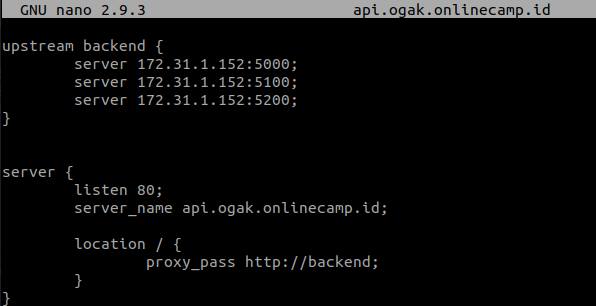 GNU nano 2.9.3 api.ogak.onlinecamp.id
upstream backend {
server 172.31.1.152:5000;
server 172.31.1.152:5100;
server 172.31.1.152:5200;
}
server {
listen 80;
server_name api.ogak.onlinecamp.id;
location / {
proxy_pass http://backend;
}
}